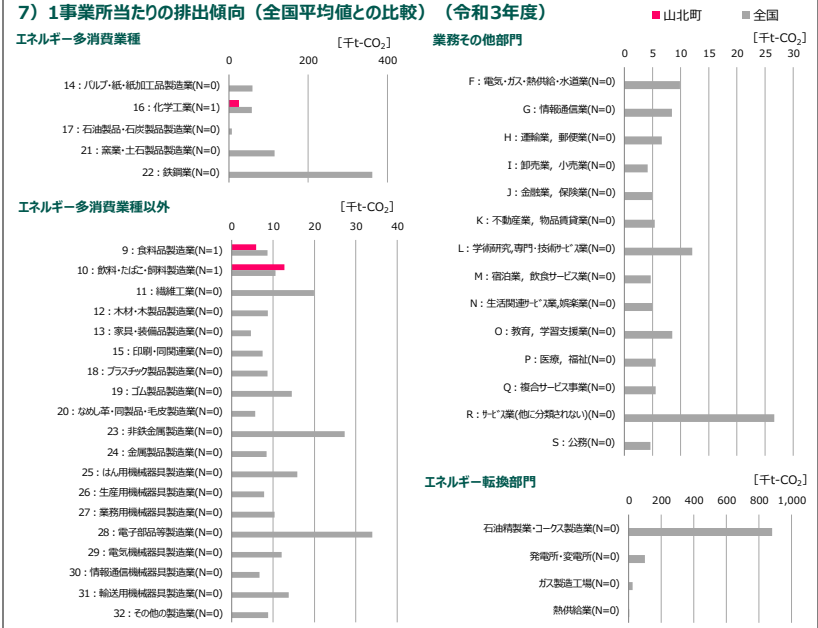 7）1事業所当たりの排出傾向（全国平均値との比較）（令和3年度）
■山北町 ■全国
エネルギー多消費業種
［千t-CO₂］
0 200 400
14：パルプ・紙・紙加工品製造業(N=0)
16：化学工業(N=1)
17：石油製品・石炭製品製造業(N=0)
21：窯業・土石製品製造業(N=0)
22：鉄鋼業(N=0)
エネルギー多消費業種以外
［千t-CO₂］
0 10 20 30 40
9：食料品製造業(N=1)
10：飲料・たばこ・飼料製造業(N=1)
11：繊維工業(N=0)
12：木材・木製品製造業(N=0)
13：家具・装備品製造業(N=0)
15：印刷・同関連業(N=0)
18：プラスチック製品製造業(N=0)
19：ゴム製品製造業(N=0)
20：なめし革・同製品・毛皮製造業(N=0)
23：非鉄金属製造業(N=0)
24：金属製品製造業(N=0)
25：はん用機械器具製造業(N=0)
26：生産用機械器具製造業(N=0)
27：業務用機械器具製造業(N=0)
28：電子部品等製造業(N=0)
29：電気機械器具製造業(N=0)
30：情報通信機械器具製造業(N=0)
31：輸送用機械器具製造業(N=0)
32：その他の製造業(N=0)
業務その他部門
［千t-CO₂］
0 5 10 15 20 25 30
F：電気・ガス・熱供給・水道業(N=0)
G：情報通信業(N=0)
H：運輸業，郵便業(N=0)
I：卸売業，小売業(N=0)
J：金融業，保険業(N=0)
K：不動産業，物品賃貸業(N=0)
L：学術研究,専門・技術ｻｰﾋﾞｽ業(N=0)
M：宿泊業，飲食サービス業(N=0)
N：生活関連ｻｰﾋﾞｽ業,娯楽業(N=0)
O：教育，学習支援業(N=0)
P：医療，福祉(N=0)
Q：複合サービス事業(N=0)
R：ｻｰﾋﾞｽ業(他に分類されない)(N=0)
S：公務(N=0)
エネルギー転換部門
［千t-CO₂］
0 200 400 600 800 1,000
石油精製業・コークス製造業(N=0)
発電所・変電所(N=0)
ガス製造工場(N=0)
熱供給業(N=0)